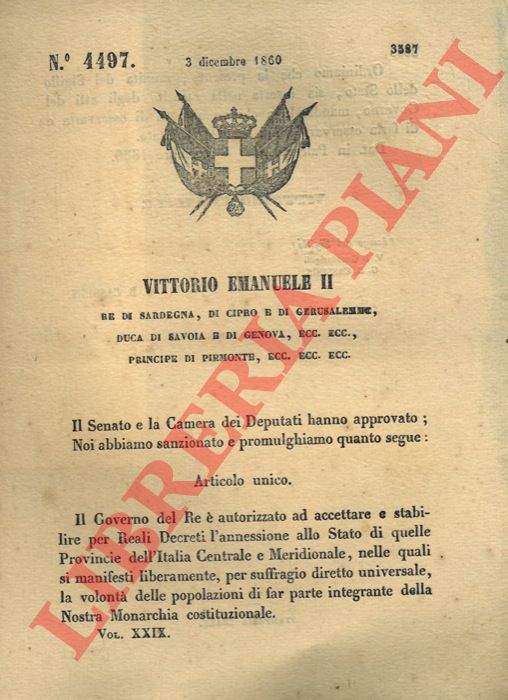 N.° 4497.
3 dicembre 1860
3587
VITTORIO EMANUELE II
RE DI SARDEGNA, DI CIPRO E DI GERUSALEMME,
DUCA DI SAVOIA E DI GENOVA, ECC. ECC.,
PRINCIPE DI PIEMONTE, ECC. ECC. ECC.
Il Senato e la Camera dei Deputati hanno approvato ;
Noi abbiamo sanzionato e promulghiamo quanto segue :
Articolo unico.
Il Governo del Re è autorizzato ad accettare e stabi-
lire per Reali Decreti l'annessione allo Stato di quelle
Provincie dell'Italia Centrale e Meridionale, nelle quali
si manifesti liberamente, per suffragio diretto universale,
la volontà delle popolazioni di far parte integrante della
Nostra Monarchia costituzionale.
VOL. XXIX.
LIBRERIA PIANI